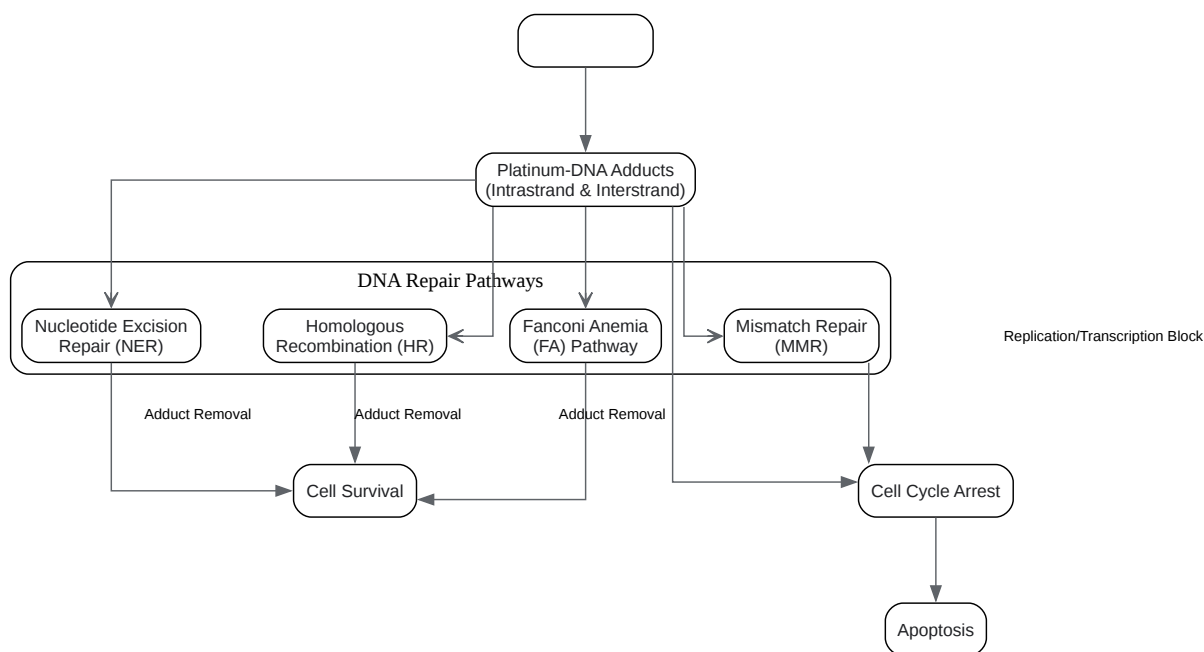 Platinum-DNA Adducts
(Intrastrand & Interstrand)
DNA Repair Pathways
Nucleotide Excision
Repair (NER)
Homologous
Recombination (HR)
Fanconi Anemia
(FA) Pathway
Mismatch Repair
(MMR)
Replication/Transcription Block
Adduct Removal
Adduct Removal
Adduct Removal
Cell Survival
Cell Cycle Arrest
Apoptosis